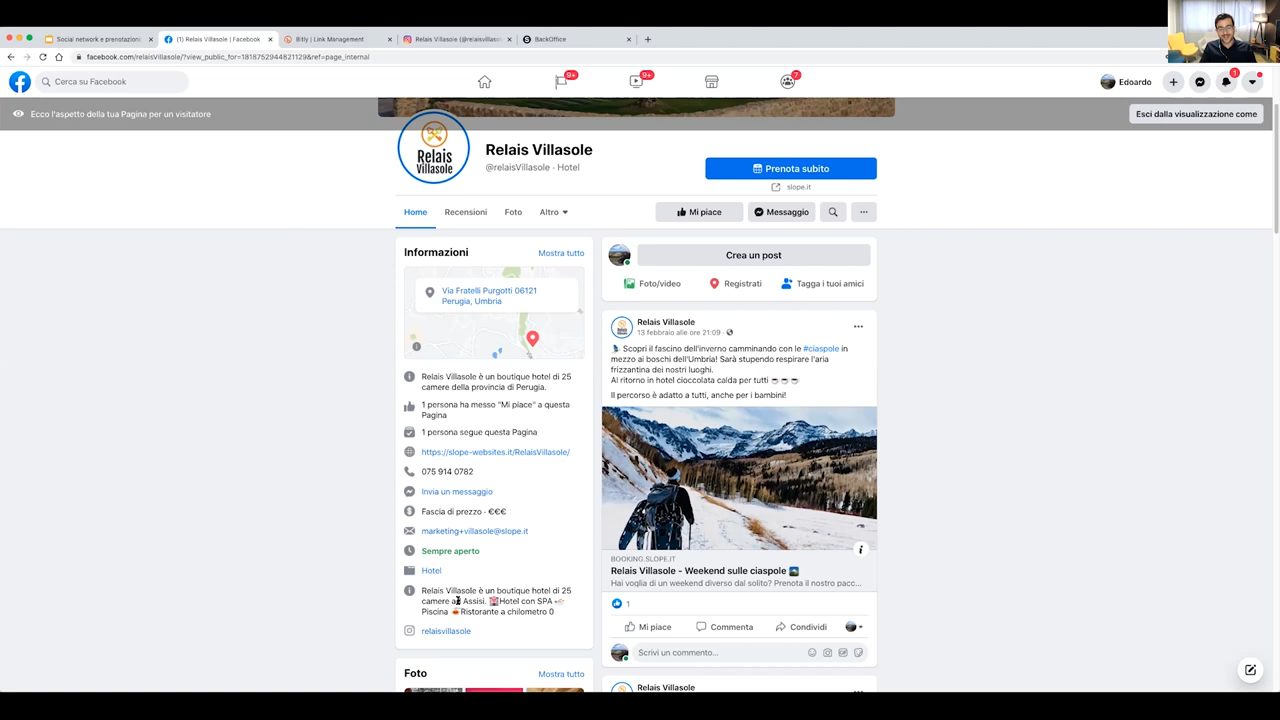 Social network e prenotazion
(1) Relais Villasole | Facebook
Bitly | Link Management
Relais Villasole (@relaisvillaso
BackOffice
facebook.com/relaisVillasole/?view_public_for=1818752944821129&ref=page_internal
Cerca su Facebook
9+
9+
7
Edoardo
1
Ecco l'aspetto della tua Pagina per un visitatore
Esci dalla visualizzazione come
Relais
Villasole
Relais Villasole
@relaisVillasole · Hotel
Prenota subito
slope.it
Home
Recensioni
Foto
Altro
Mi piace
Messaggio
Informazioni
Mostra tutto
Via Fratelli Purgotti 06121
Perugia, Umbria
Relais Villasole è un boutique hotel di 25
camere della provincia di Perugia.
1 persona ha messo "Mi piace" a questa
Pagina
1 persona segue questa Pagina
https://slope-websites.it/RelaisVillasole/
075 914 0782
Invia un messaggio
Fascia di prezzo · €€€
marketing+villasole@slope.it
Sempre aperto
Hotel
Relais Villasole è un boutique hotel di 25
camere ad Assisi. 🏩Hotel con SPA
Piscina 🍝Ristorante a chilometro 0
relaisvillasole
Foto
Mostra tutto
Crea un post
Foto/video
Registrati
Tagga i tuoi amici
Relais Villasole
13 febbraio alle ore 21:09
Scopri il fascino dell'inverno camminando con le #ciaspole in
mezzo ai boschi dell'Umbria! Sarà stupendo respirare l'aria
frizzantina dei nostri luoghi.
Al ritorno in hotel cioccolata calda per tutti ☕☕☕
Il percorso è adatto a tutti, anche per i bambini!
BOOKING.SLOPE.IT
Relais Villasole - Weekend sulle ciaspole
Hai voglia di un weekend diverso dal solito? Prenota il nostro pacc...
1
Mi piace
Commenta
Condividi
Scrivi un commento...
Relais Villasole